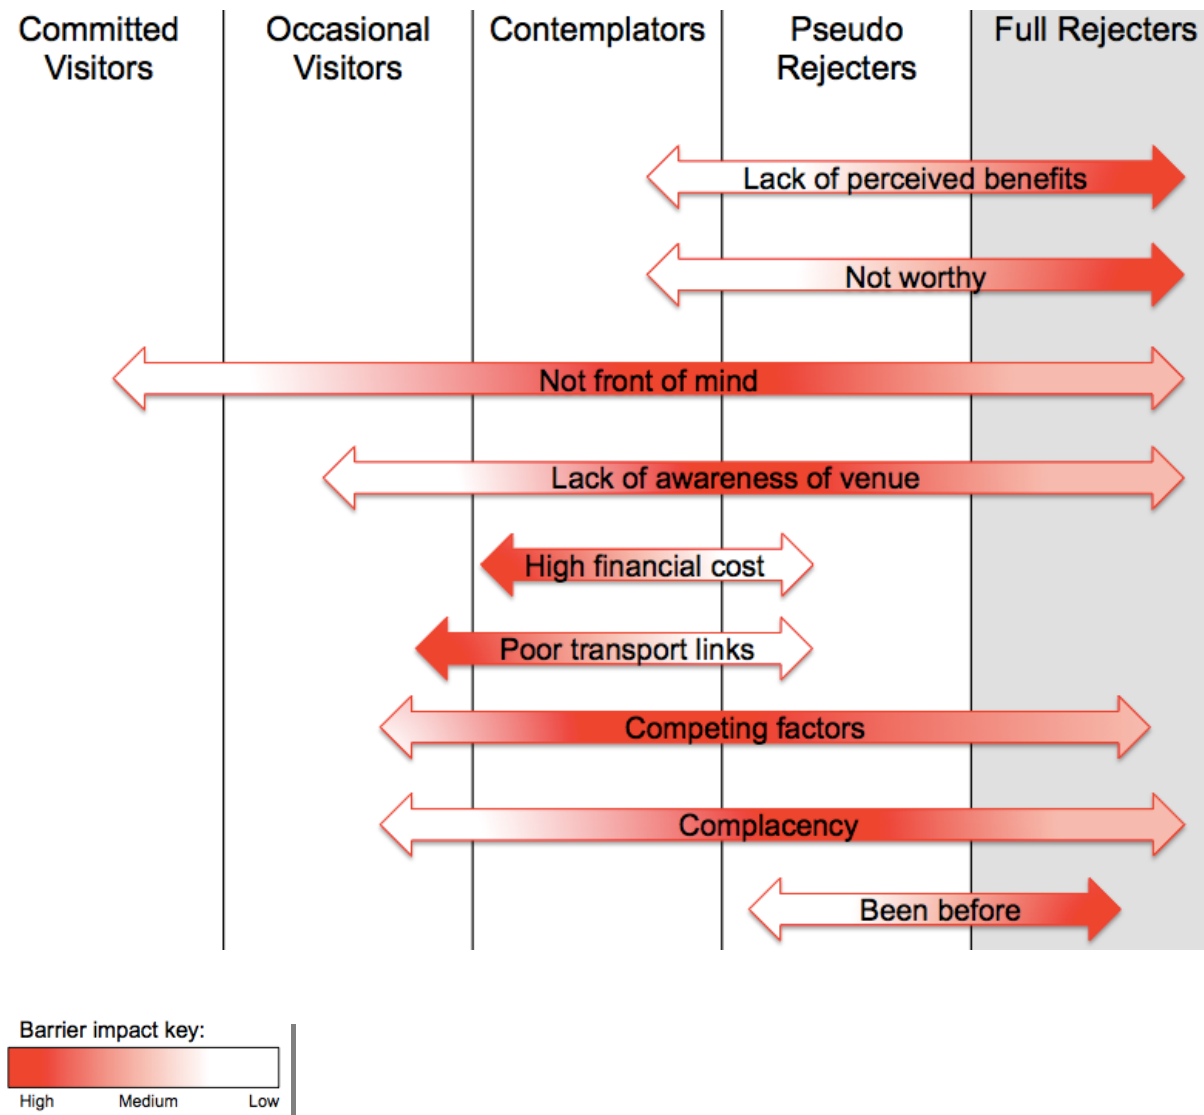 Committed
Visitors
Occasional
Visitors
Contemplators
Pseudo
Rejecters
Full Rejecters
Lack of perceived benefits
Not worthy
Not front of mind
Lack of awareness of venue
High financial cost
Poor transport links
Competing factors
Complacency
Been before
Barrier impact key:
High Medium Low